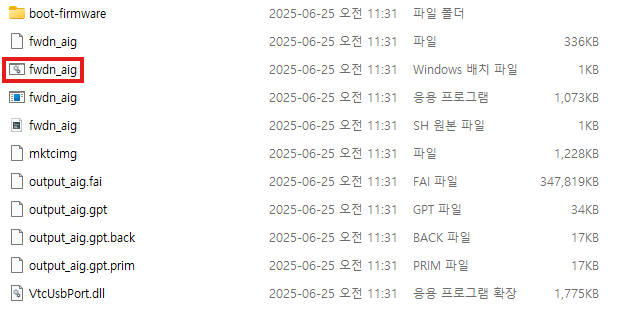 boot-firmware 2025-06-25 오전 11:31 파일 폴더
fwdn_aig 2025-06-25 오전 11:31 파일 336KB
fwdn_aig 2025-06-25 오전 11:31 Windows 배치 파일 1KB
fwdn_aig 2025-06-25 오전 11:31 응용 프로그램 1,073KB
fwdn_aig 2025-06-25 오전 11:31 SH 원본 파일 1KB
mktcimg 2025-06-25 오전 11:31 파일 1,228KB
output_aig.fai 2025-06-25 오전 11:31 FAI 파일 347,819KB
output_aig.gpt 2025-06-25 오전 11:31 GPT 파일 34KB
output_aig.gpt.back 2025-06-25 오전 11:31 BACK 파일 17KB
output_aig.gpt.prim 2025-06-25 오전 11:31 PRIM 파일 17KB
VtcUsbPort.dll 2025-06-25 오전 11:31 응용 프로그램 확장 1,775KB